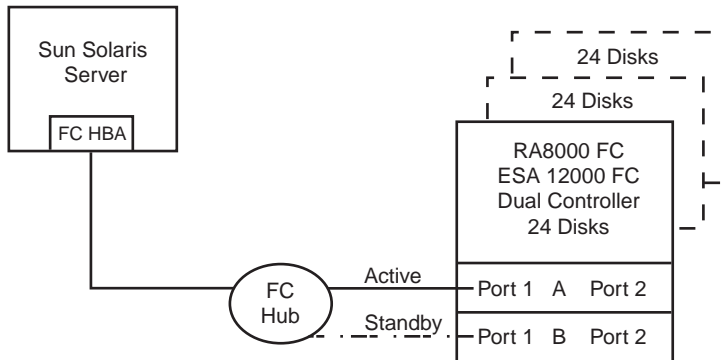 Sun Solaris
Server
FC HBA
24 Disks
24 Disks
RA8000 FC
ESA 12000 FC
Dual Controller
24 Disks
FC
Hub
Active
Standby
Port 1 A Port 2
Port 1 B Port 2